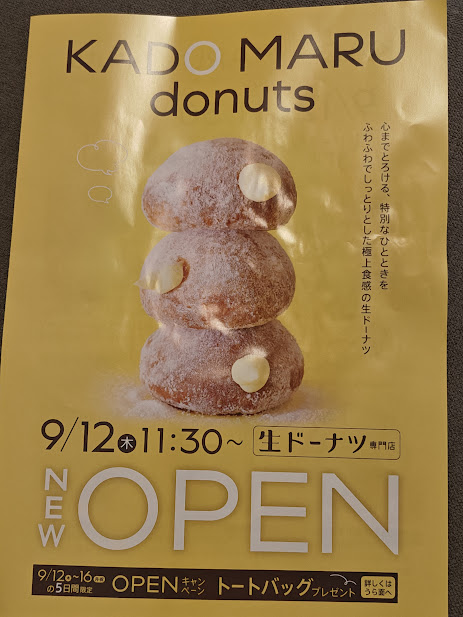 KADO MARU
donuts
心までとろける、特別なひとときを
ふわふわでしっとりとした極上食感の生ドーナツ
9/12木11:30～ 生ドーナツ専門店
NEW OPEN
9/12木～16月・祝
の5日間限定
OPENキャンペーン トートバッグプレゼント
詳しくは
うら面へ